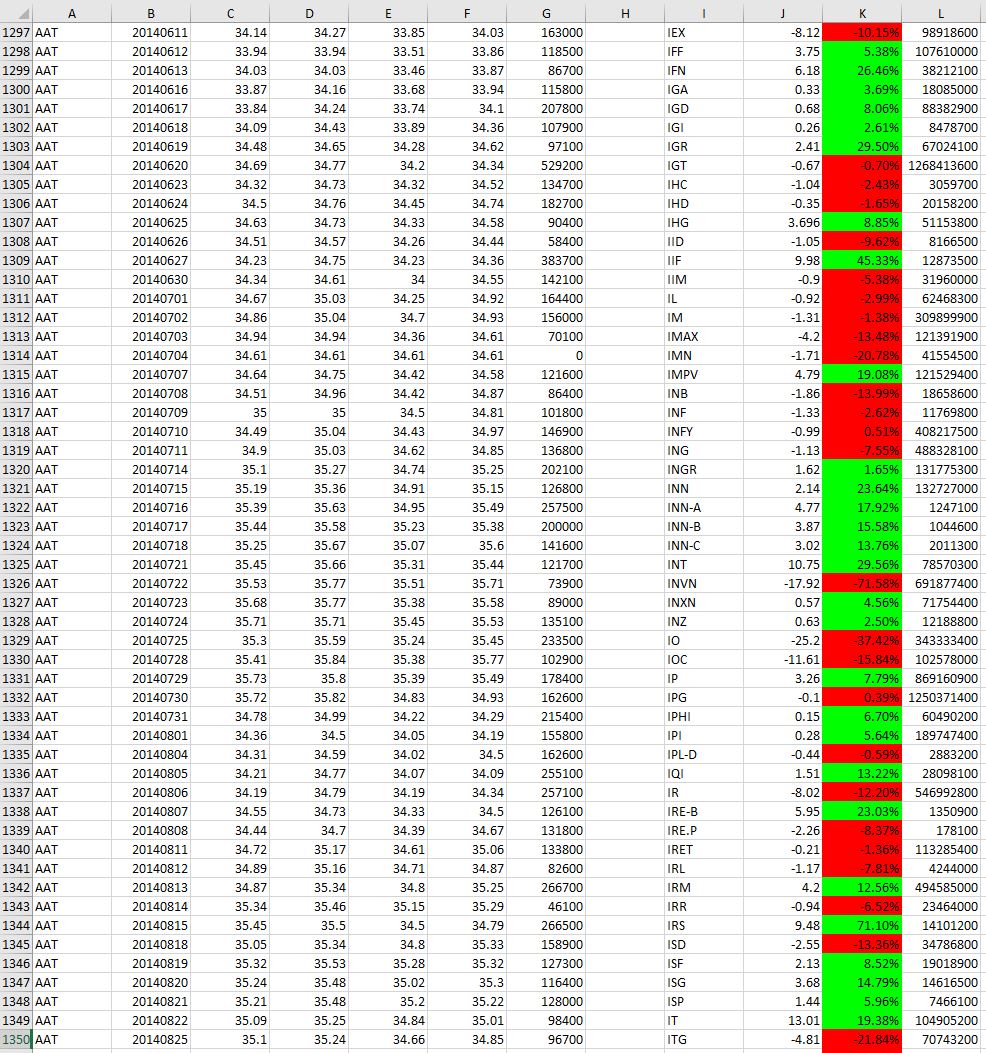 A B C D E F G H I J K L
1297 AAT 20140611 34.14 34.27 33.85 34.03 163000 IEX -8.12 -10.15% 98918600
1298 AAT 20140612 33.94 33.94 33.51 33.86 118500 IFF 3.75 5.38% 107610000
1299 AAT 20140613 34.03 34.03 33.46 33.87 86700 IFN 6.18 26.46% 38212100
1300 AAT 20140616 33.87 34.16 33.68 33.94 115800 IGA 0.33 3.69% 18085000
1301 AAT 20140617 33.84 34.24 33.74 34.1 207800 IGD 0.68 8.06% 88382900
1302 AAT 20140618 34.09 34.43 33.89 34.36 107900 IGI 0.26 2.61% 8478700
1303 AAT 20140619 34.48 34.65 34.28 34.62 97100 IGR 2.41 29.50% 67024100
1304 AAT 20140620 34.69 34.77 34.2 34.34 529200 IGT -0.67 -0.70% 1268413600
1305 AAT 20140623 34.32 34.73 34.32 34.52 134700 IHC -1.04 -2.43% 3059700
1306 AAT 20140624 34.5 34.76 34.45 34.74 182700 IHD -0.35 -1.65% 20158200
1307 AAT 20140625 34.63 34.73 34.33 34.58 90400 IHG 3.696 8.85% 51153800
1308 AAT 20140626 34.51 34.57 34.26 34.44 58400 IID -1.05 -9.62% 8166500
1309 AAT 20140627 34.23 34.75 34.23 34.36 383700 IIF 9.98 45.33% 12873500
1310 AAT 20140630 34.34 34.61 34 34.55 142100 IIM -0.9 -5.38% 31960000
1311 AAT 20140701 34.67 35.03 34.25 34.92 164400 IL -0.92 -2.99% 62468300
1312 AAT 20140702 34.86 35.04 34.7 34.93 156000 IM -1.31 -1.38% 309899900
1313 AAT 20140703 34.94 34.94 34.36 34.61 70100 IMAX -4.2 -13.48% 121391900
1314 AAT 20140704 34.61 34.61 34.61 34.61 0 IMN -1.71 -20.78% 41554500
1315 AAT 20140707 34.64 34.75 34.42 34.58 121600 IMPV 4.79 19.08% 121529400
1316 AAT 20140708 34.51 34.96 34.42 34.87 86400 INB -1.86 -13.99% 18658600
1317 AAT 20140709 35 35 34.5 34.81 101800 INF -1.33 -2.62% 11769800
1318 AAT 20140710 34.49 35.04 34.43 34.97 146900 INFY -0.99 0.51% 408217500
1319 AAT 20140711 34.9 35.03 34.62 34.85 136800 ING -1.13 -7.55% 488328100
1320 AAT 20140714 35.1 35.27 34.74 35.25 202100 INGR 1.62 1.65% 131775300
1321 AAT 20140715 35.19 35.36 34.91 35.15 126800 INN 2.14 23.64% 132727000
1322 AAT 20140716 35.39 35.63 34.95 35.49 257500 INN-A 4.77 17.92% 1247100
1323 AAT 20140717 35.44 35.58 35.23 35.38 200000 INN-B 3.87 15.58% 1044600
1324 AAT 20140718 35.25 35.67 35.07 35.6 141600 INN-C 3.02 13.76% 2011300
1325 AAT 20140721 35.45 35.66 35.31 35.44 121700 INT 10.75 29.56% 78570300
1326 AAT 20140722 35.53 35.77 35.51 35.71 73900 INVN -17.92 -71.58% 691877400
1327 AAT 20140723 35.68 35.77 35.38 35.58 89000 INXN 0.57 4.56% 71754400
1328 AAT 20140724 35.71 35.71 35.45 35.53 135100 INZ 0.63 2.50% 12188800
1329 AAT 20140725 35.3 35.59 35.24 35.45 233500 IO -25.2 -37.42% 343333400
1330 AAT 20140728 35.41 35.84 35.38 35.77 102900 IOC -11.61 -15.84% 102578000
1331 AAT 20140729 35.73 35.8 35.39 35.49 178400 IP 3.26 7.79% 869160900
1332 AAT 20140730 35.72 35.82 34.83 34.93 162600 IPG -0.1 0.39% 1250371400
1333 AAT 20140731 34.78 34.99 34.22 34.29 215400 IPHI 0.15 6.70% 60490200
1334 AAT 20140801 34.36 34.5 34.05 34.19 155800 IPI 0.28 5.64% 189747400
1335 AAT 20140804 34.31 34.59 34.02 34.5 162600 IPL-D -0.44 -0.59% 2883200
1336 AAT 20140805 34.21 34.77 34.07 34.09 255100 IQI 1.51 13.22% 28098100
1337 AAT 20140806 34.19 34.79 34.19 34.34 257100 IR -8.02 -12.20% 546992800
1338 AAT 20140807 34.55 34.73 34.33 34.5 126100 IRE-B 5.95 23.03% 1350900
1339 AAT 20140808 34.44 34.7 34.39 34.67 131800 IRE.P -2.26 -8.37% 178100
1340 AAT 20140811 34.72 35.17 34.61 35.06 133800 IRET -0.21 -1.36% 113285400
1341 AAT 20140812 34.89 35.16 34.71 34.87 82600 IRL -1.17 -7.81% 4244000
1342 AAT 20140813 34.87 35.34 34.8 35.25 266700 IRM 4.2 12.56% 494585000
1343 AAT 20140814 35.34 35.46 35.15 35.29 46100 IRR -0.94 -6.52% 23464000
1344 AAT 20140815 35.45 35.5 34.5 34.79 266500 IRS 9.48 71.10% 14101200
1345 AAT 20140818 35.05 35.34 34.8 35.33 158900 ISD -2.55 -13.36% 34786800
1346 AAT 20140819 35.32 35.53 35.28 35.32 127300 ISF 2.13 8.52% 19018900
1347 AAT 20140820 35.24 35.48 35.02 35.3 116400 ISG 3.68 14.79% 14616500
1348 AAT 20140821 35.21 35.48 35.2 35.22 128000 ISP 1.44 5.96% 7466100
1349 AAT 20140822 35.09 35.25 34.84 35.01 98400 IT 13.01 19.38% 104905200
1350 AAT 20140825 35.1 35.24 34.66 34.85 96700 ITG -4.81 -21.84% 70743200